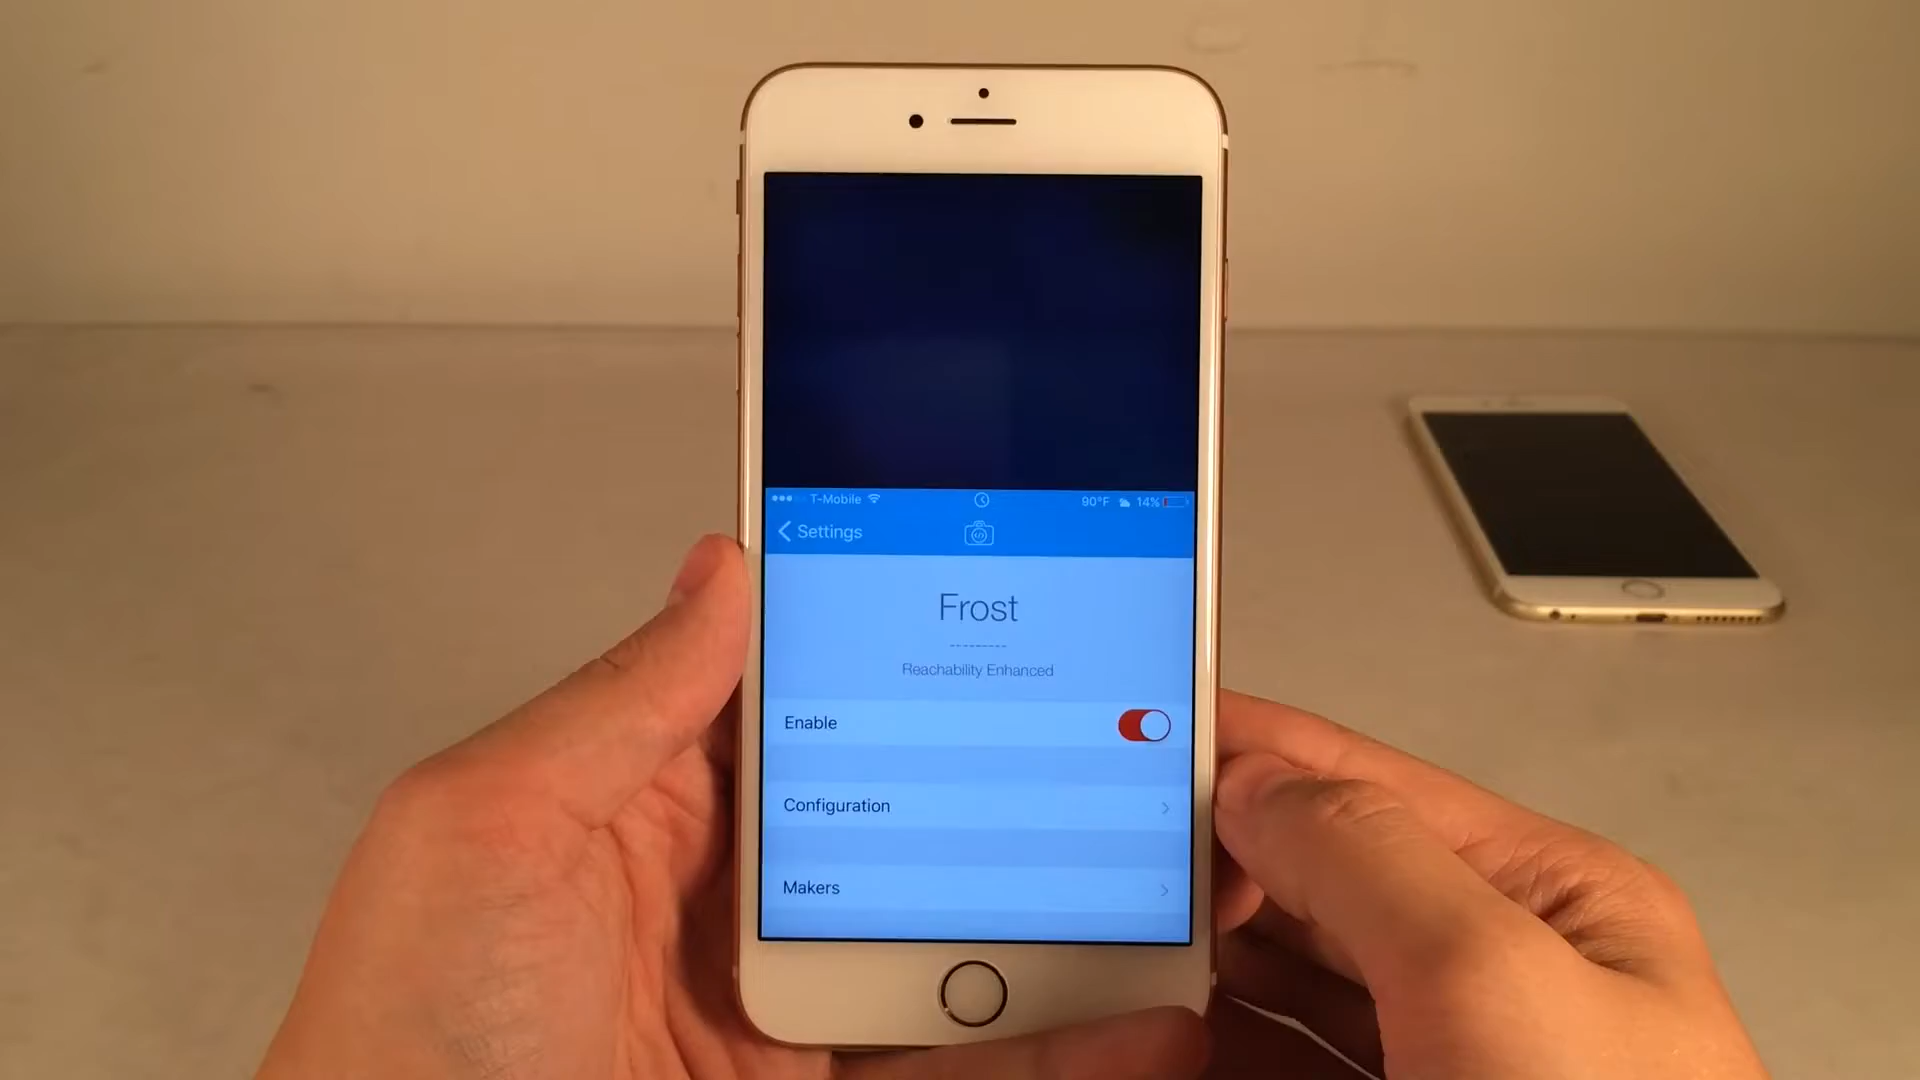 T-Mobile 90°F 14%
Settings
Frost
---------
Reachability Enhanced
Enable
Configuration
Makers